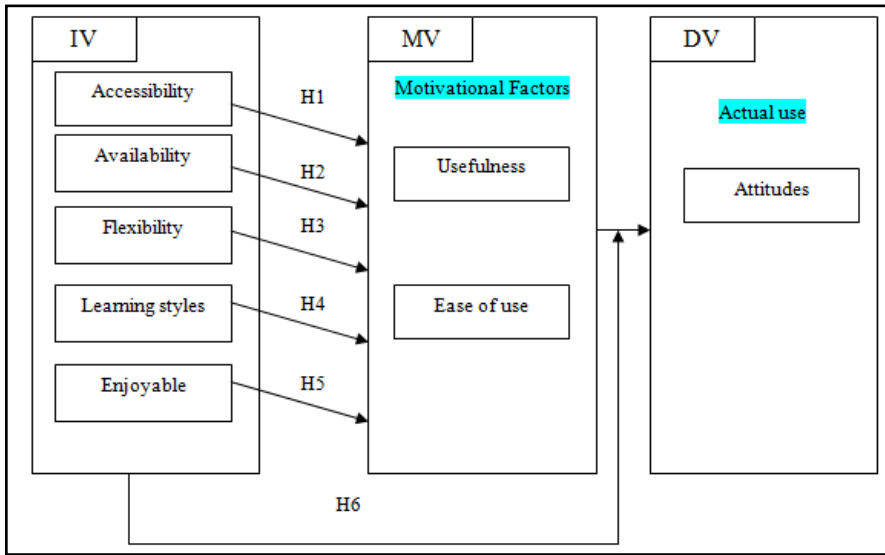 IV
Accessibility
Availability
Flexibility
Learning styles
Enjoyable
H1
H2
H3
H4
H5
MV
Motivational Factors
Usefulness
Ease of use
DV
Actual use
Attitudes
H6